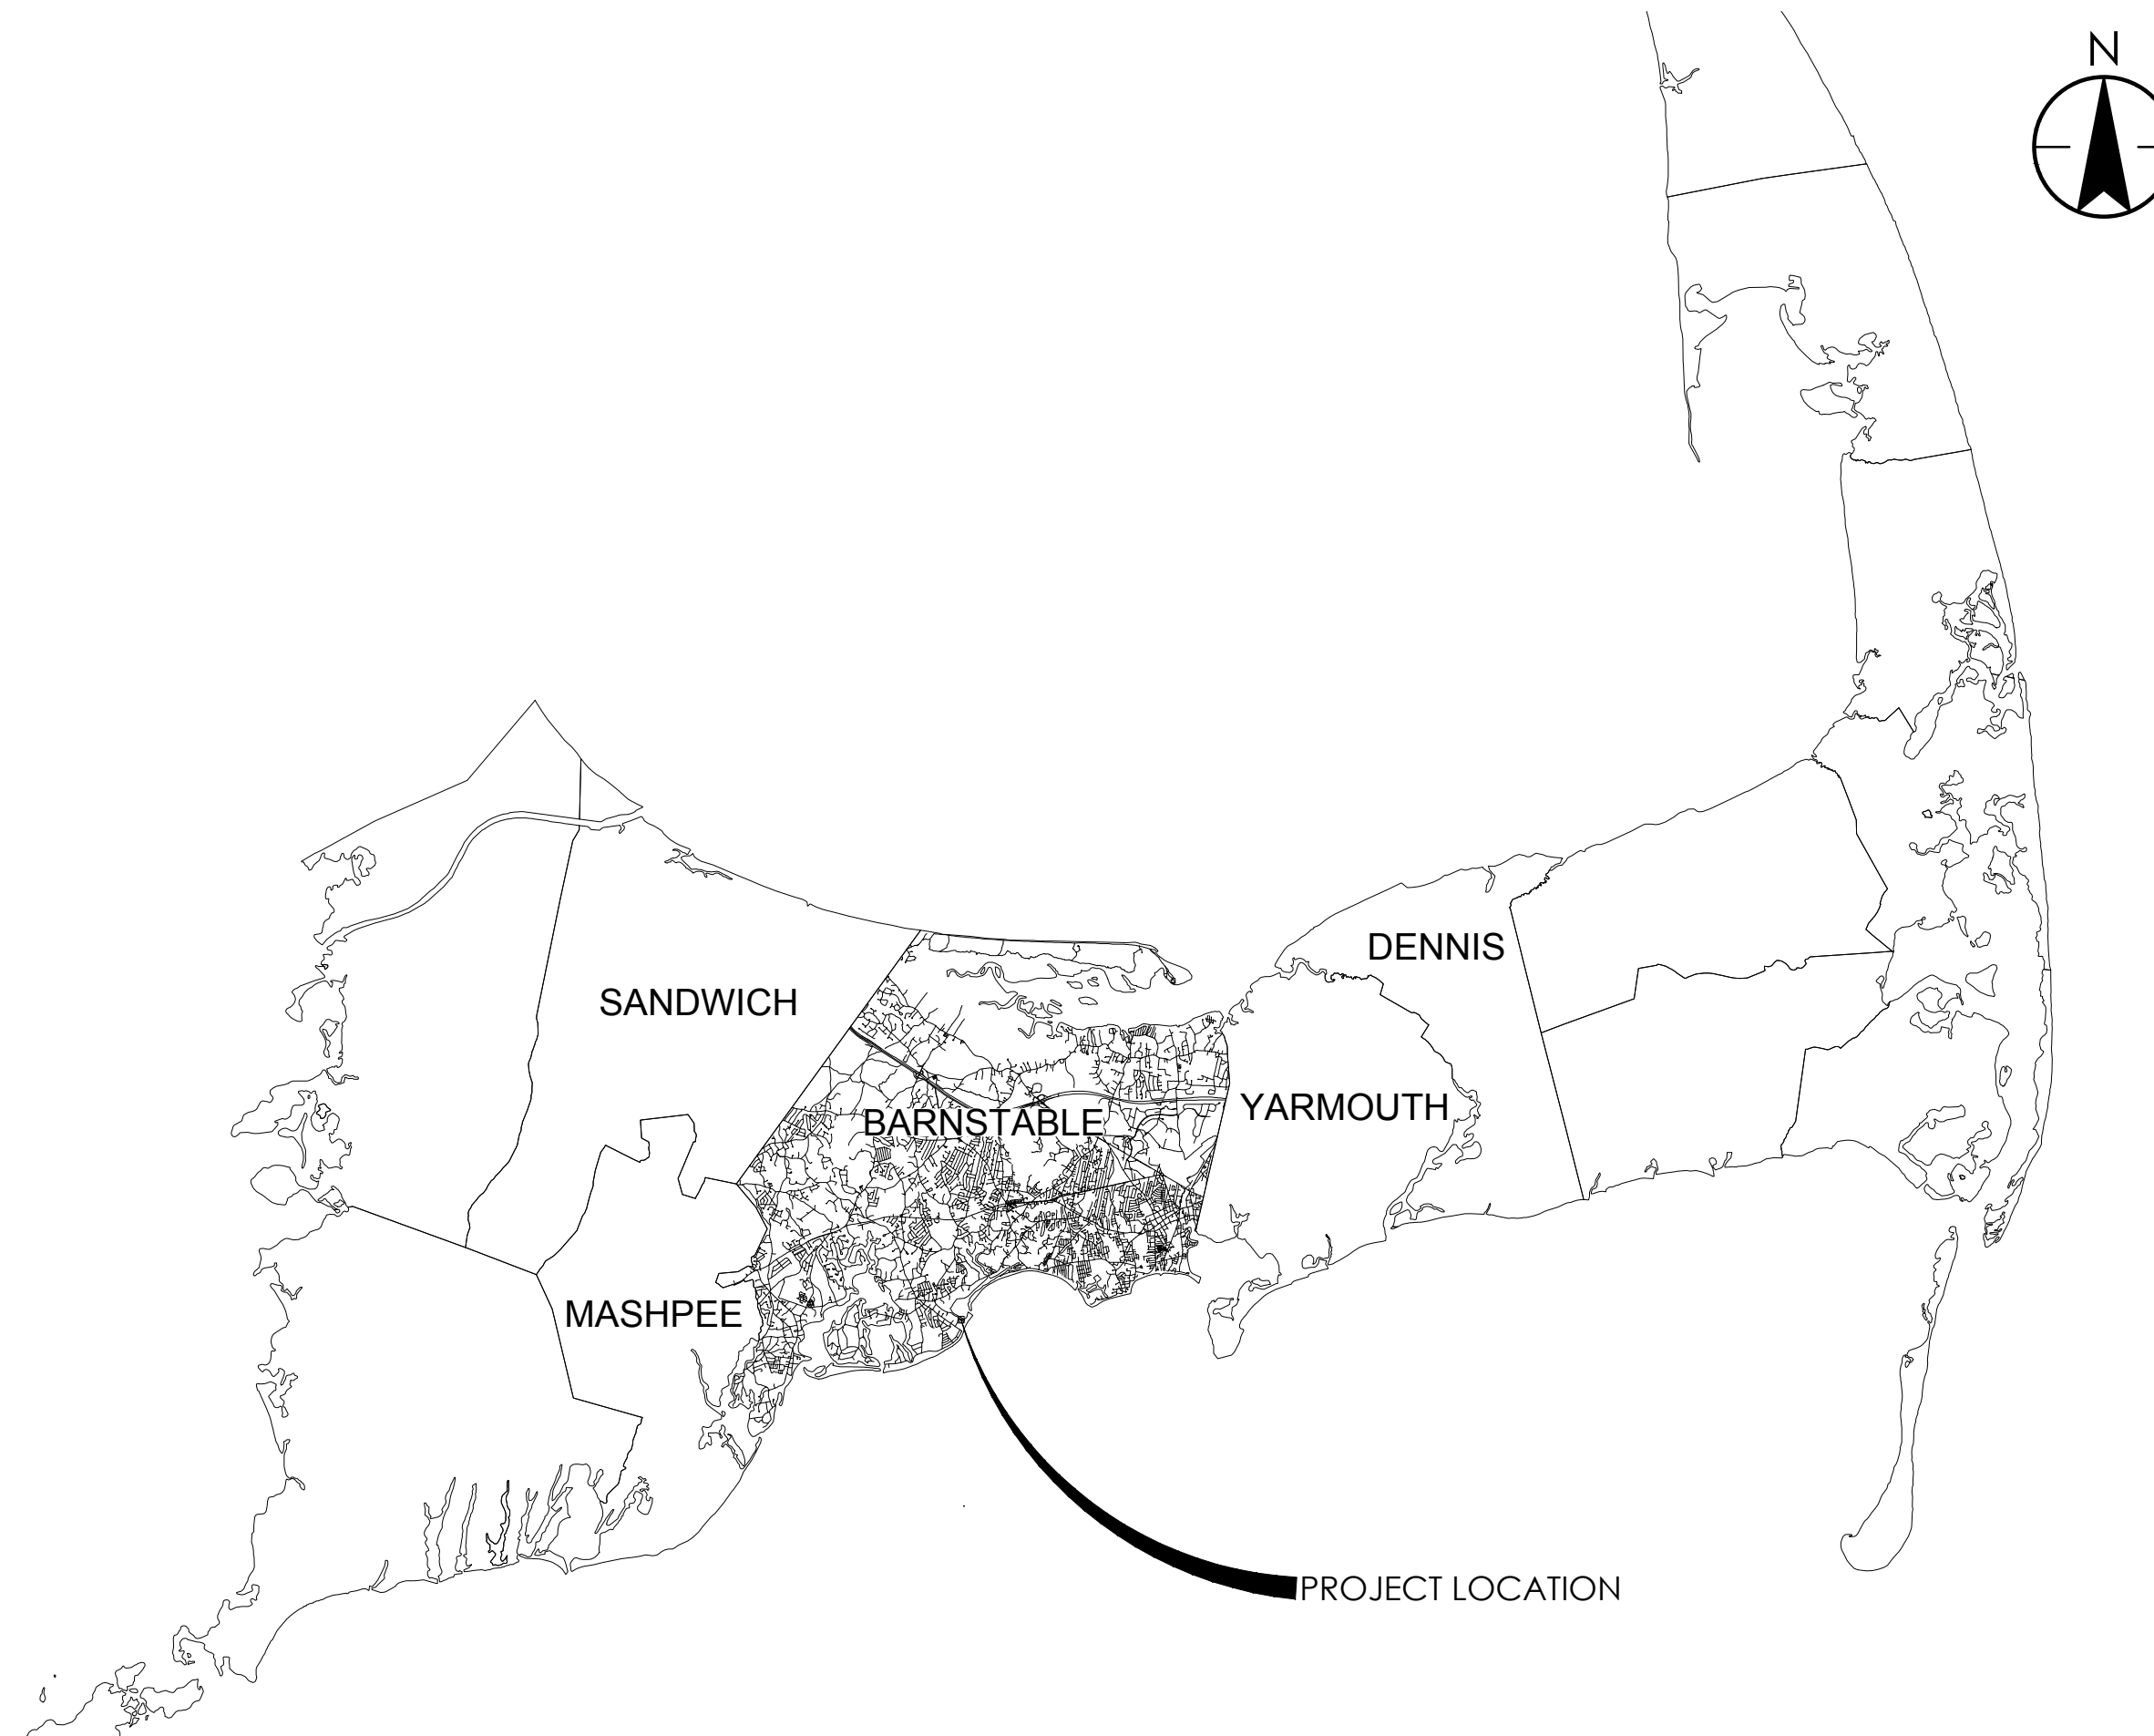 N
DENNIS
SANDWICH
YARMOUTH
BARNSTABLE
MASHPEE
PROJECT LOCATION